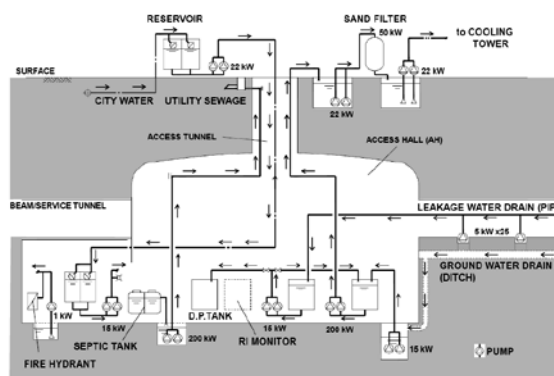 RESERVOIR
SAND FILTER
50 kW
to COOLING
TOWER
22 kW
22 kW
SURFACE
CITY WATER
UTILITY SEWAGE
22 kW
ACCESS TUNNEL
ACCESS HALL (AH)
BEAM/SERVICE TUNNEL
LEAKAGE WATER DRAIN (PIP
5 kW x25
GROUND WATER DRAIN
(DITCH)
1 kW
15 kW
SEPTIC TANK
200 kW
D.P.TANK
RI MONITOR
15 kW
200 kW
15 kW
FIRE HYDRANT
PUMP